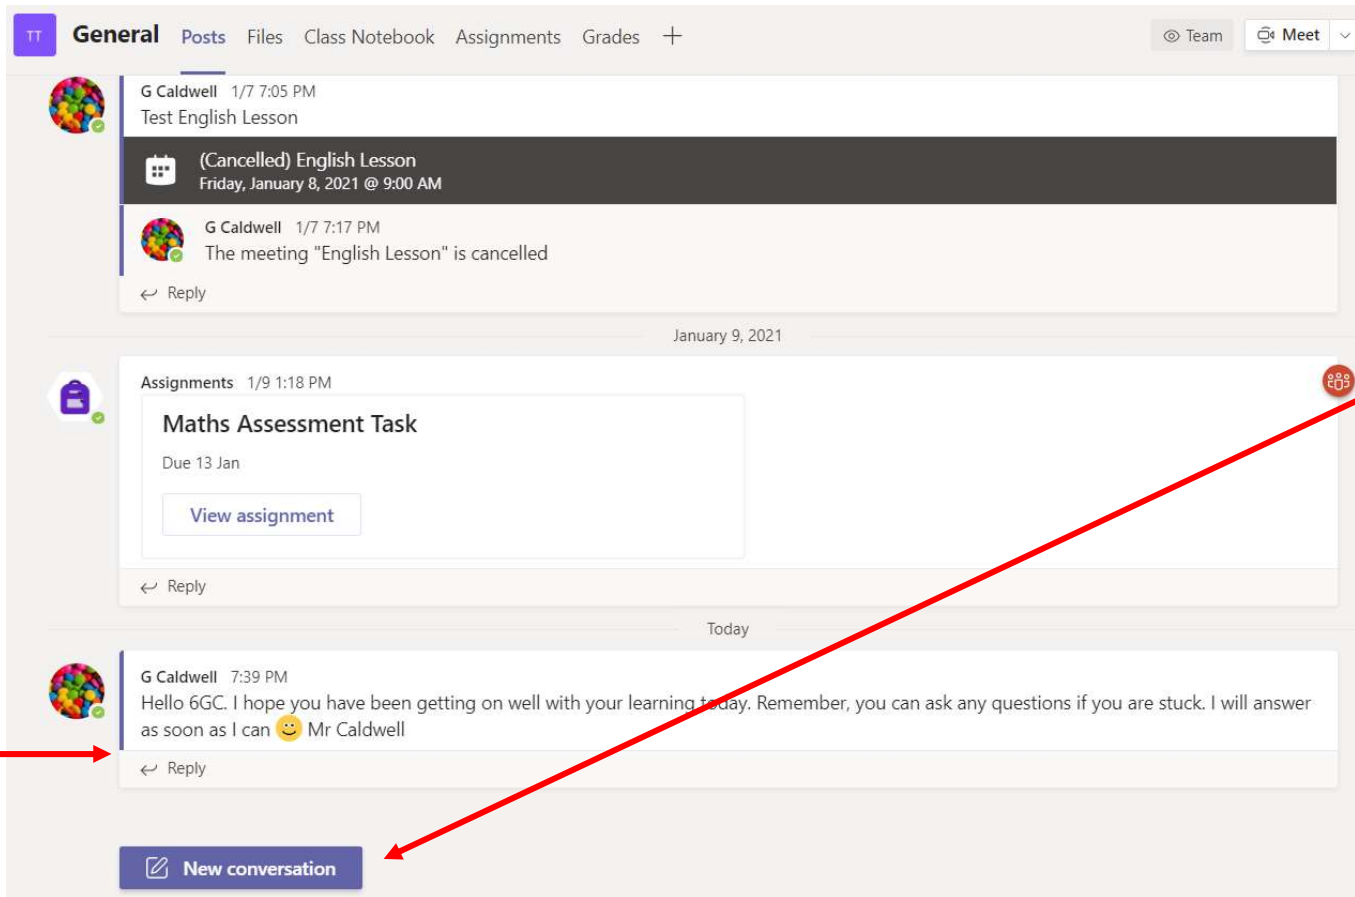 TT General Posts Files Class Notebook Assignments Grades + Team Meet
G Caldwell 1/7 7:05 PM
Test English Lesson
(Cancelled) English Lesson
Friday, January 8, 2021 @ 9:00 AM
G Caldwell 1/7 7:17 PM
The meeting "English Lesson" is cancelled
Reply
January 9, 2021
Assignments 1/9 1:18 PM
Maths Assessment Task
Due 13 Jan
View assignment
Reply
Today
G Caldwell 7:39 PM
Hello 6GC. I hope you have been getting on well with your learning today. Remember, you can ask any questions if you are stuck. I will answer
as soon as I can 🙂 Mr Caldwell
Reply
New conversation